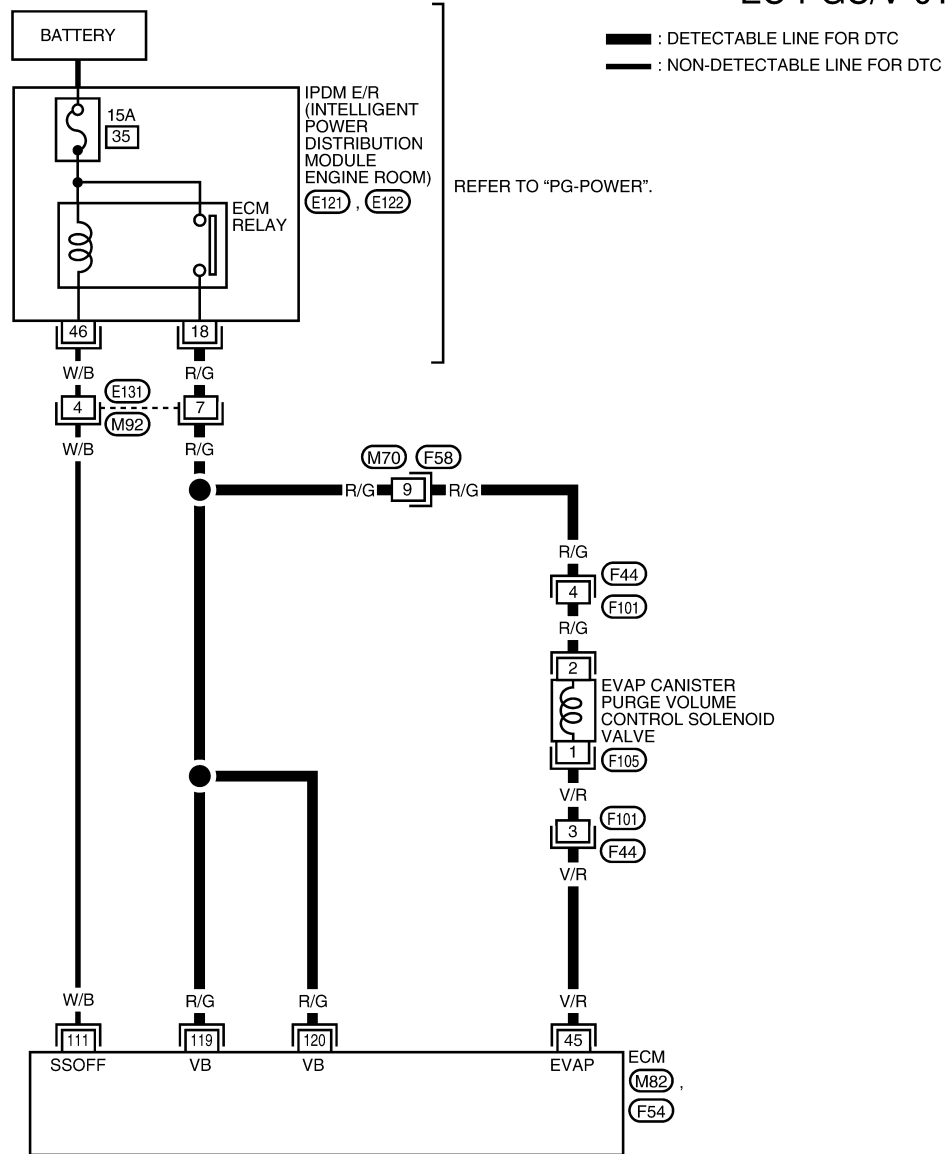 BATTERY
: DETECTABLE LINE FOR DTC
: NON-DETECTABLE LINE FOR DTC
15A
35
IPDM E/R
(INTELLIGENT
POWER
DISTRIBUTION
MODULE
ENGINE ROOM)
E121 , E122
REFER TO “PG-POWER”.
ECM
RELAY
46
18
W/B
R/G
4
E131
M92
7
W/B
R/G
M70
F58
R/G
9
R/G
R/G
4
F44
F101
R/G
2
EVAP CANISTER
PURGE VOLUME
CONTROL SOLENOID
VALVE
1
F105
V/R
3
F101
F44
V/R
W/B
R/G
R/G
V/R
111
119
120
45
SSOFF
VB
VB
EVAP
ECM
M82 ,
F54